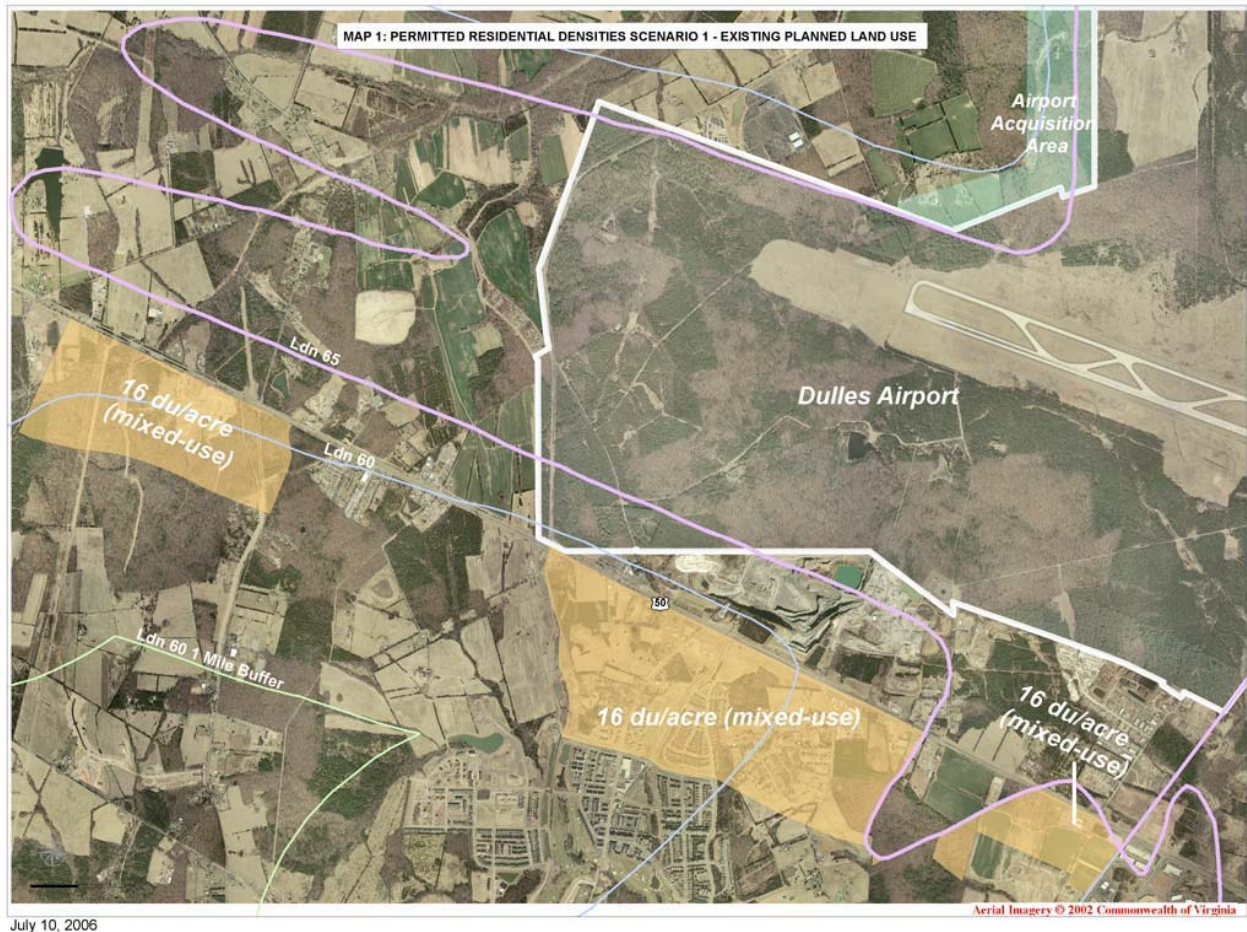 MAP 1: PERMITTED RESIDENTIAL DENSITIES SCENARIO 1 - EXISTING PLANNED LAND USE
Airport
Acquisition
Area
Ldn 65
Dulles Airport
16 du/acre
(mixed-use)
Ldn 60
50
Ldn 60 1 Mile Buffer
16 du/acre (mixed-use)
16 du/acre
(mixed-use)
Aerial Imagery © 2002 Commonwealth of Virginia
July 10, 2006